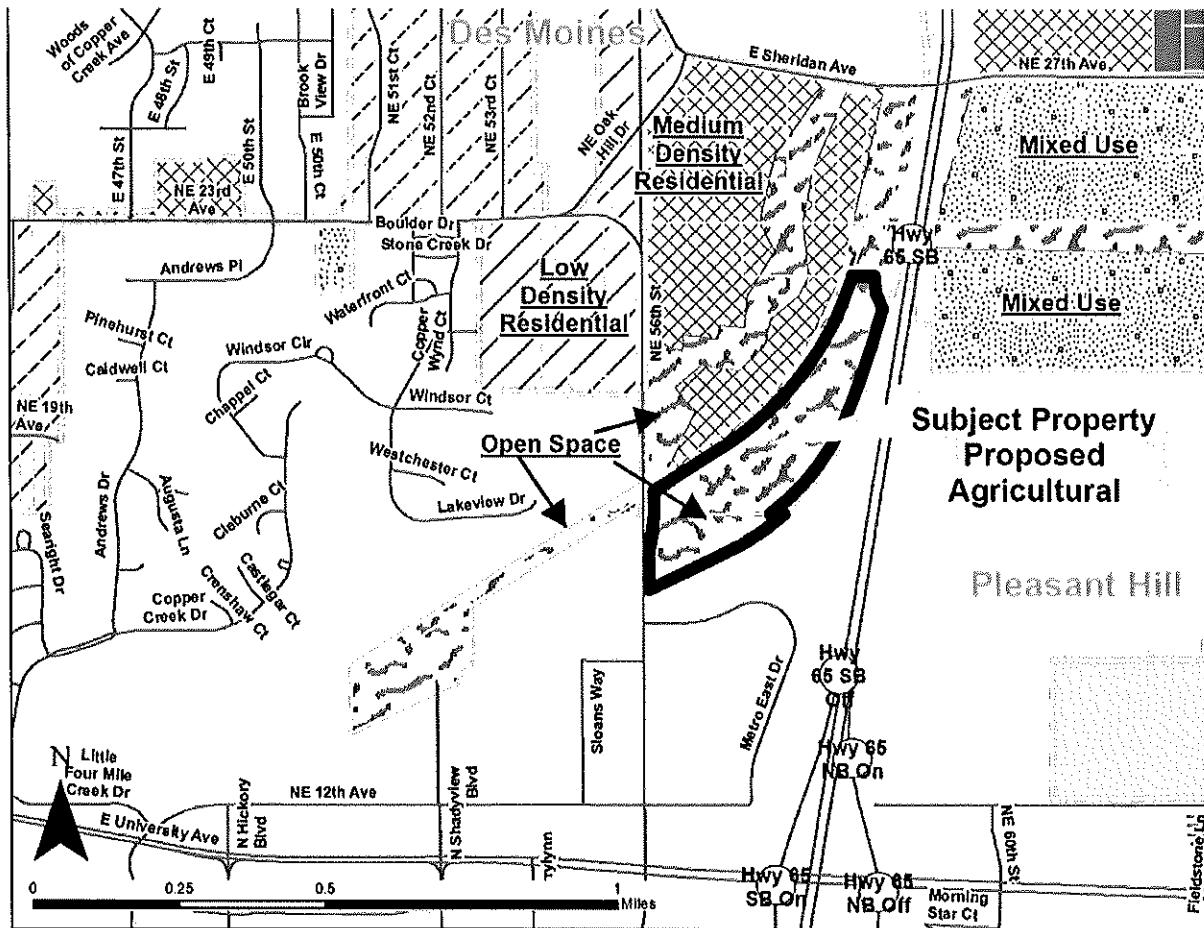 Des Moines
Woods
of Copper
Creek Ave
E 48th St
E 49th Ct
Brook
View Dr
NE 51st Ct
NE 52nd Ct
NE 53rd Ct
E Sheridan Ave
NE 27th Ave
NE Oak
Hill Dr
Medium
Density
Residential
Mixed Use
E 47th St
E 50th St
E 50th Ct
NE 23rd
Ave
Boulder Dr
Stone Creek Dr
Hwy
65 SB
Andrews Pl
Waterfront Ct
Low
Density
Residential
NE 56th St
Mixed Use
Pinehurst Ct
Caldwell Ct
Windsor Cir
Copper
Wynd Ct
Chappel Ct
NE 19th
Ave
Windsor Ct
Open Space
Subject Property
Proposed
Agricultural
Westchester Ct
Lakeview Dr
Searight Dr
Andrews Dr
Augusta Ln
Cleburne Ct
Castlegar Ct
Crenshaw Ct
Copper
Creek Dr
Pleasant Hill
Hwy
65 SB
Off
Sloans Way
Metro East Dr
Hwy 65
NB On
N
Little
Four Mile
Creek Dr
NE 12th Ave
E University Ave
N Hickory
Blvd
N Shadyview
Blvd
NE 60th St
Hwy 65
SB On
Hwy 65
NB Off
Morning
Star Ct
0 0.25 0.5 1
Miles